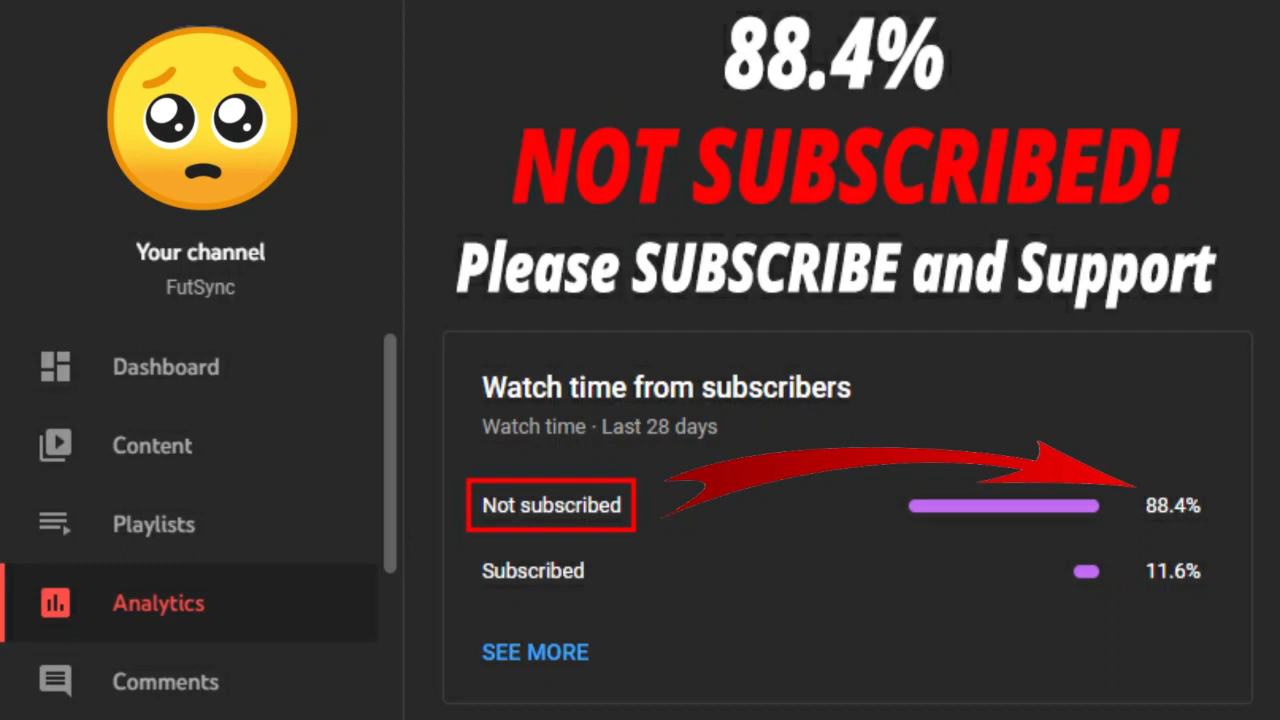 88.4%
NOT SUBSCRIBED!
Please SUBSCRIBE and Support
Your channel
FutSync
Dashboard
Content
Playlists
Analytics
Comments
Watch time from subscribers
Watch time · Last 28 days
Not subscribed 88.4%
Subscribed 11.6%
SEE MORE